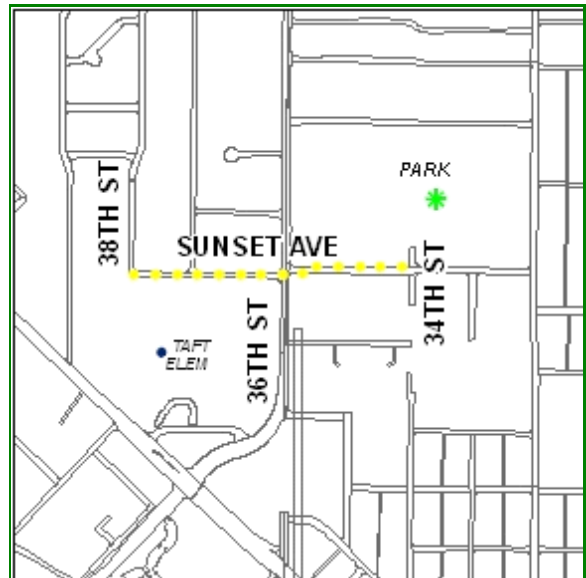 PARK
38TH ST
SUNSET AVE
34TH ST
36TH ST
TAFT
ELEM